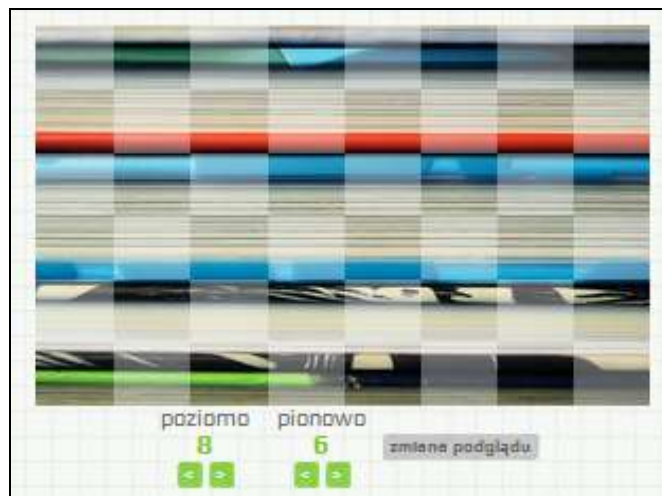 poziomo pionowo
8 6
zmiana podglądu
< > < >